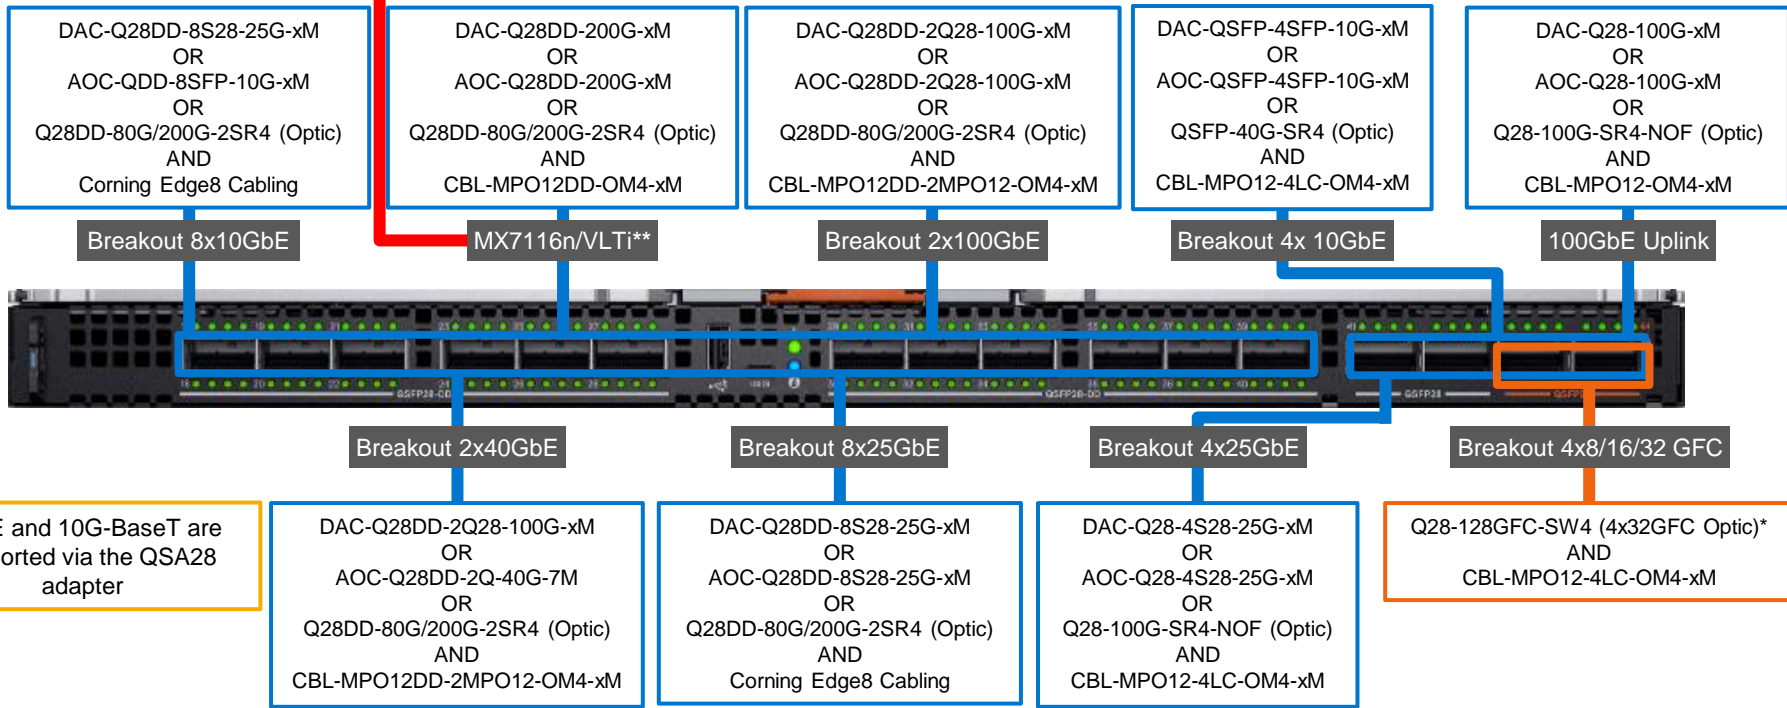 DAC-Q28DD-8S28-25G-xM
OR
AOC-QDD-8SFP-10G-xM
OR
Q28DD-80G/200G-2SR4 (Optic)
AND
Corning Edge8 Cabling
DAC-Q28DD-200G-xM
OR
AOC-Q28DD-200G-xM
OR
Q28DD-80G/200G-2SR4 (Optic)
AND
CBL-MPO12DD-OM4-xM
DAC-Q28DD-2Q28-100G-xM
OR
AOC-Q28DD-2Q28-100G-xM
OR
Q28DD-80G/200G-2SR4 (Optic)
AND
CBL-MPO12DD-2MPO12-OM4-xM
DAC-QSFP-4SFP-10G-xM
OR
AOC-QSFP-4SFP-10G-xM
OR
QSFP-40G-SR4 (Optic)
AND
CBL-MPO12-4LC-OM4-xM
DAC-Q28-100G-xM
OR
AOC-Q28-100G-xM
OR
Q28-100G-SR4-NOF (Optic)
AND
CBL-MPO12-OM4-xM
Breakout 8x10GbE
MX7116n/VLTi**
Breakout 2x100GbE
Breakout 4x 10GbE
100GbE Uplink
QSFP28-DD
QSFP28-DD
QSFP28
Breakout 2x40GbE
Breakout 8x25GbE
Breakout 4x25GbE
Breakout 4x8/16/32 GFC
E and 10G-BaseT are
orted via the QSA28
adapter
DAC-Q28DD-2Q28-100G-xM
OR
AOC-Q28DD-2Q-40G-7M
OR
Q28DD-80G/200G-2SR4 (Optic)
AND
CBL-MPO12DD-2MPO12-OM4-xM
DAC-Q28DD-8S28-25G-xM
OR
AOC-Q28DD-8S28-25G-xM
OR
Q28DD-80G/200G-2SR4 (Optic)
AND
Corning Edge8 Cabling
DAC-Q28-4S28-25G-xM
OR
AOC-Q28-4S28-25G-xM
OR
Q28-100G-SR4-NOF (Optic)
AND
CBL-MPO12-4LC-OM4-xM
Q28-128GFC-SW4 (4x32GFC Optic)*
AND
CBL-MPO12-4LC-OM4-xM